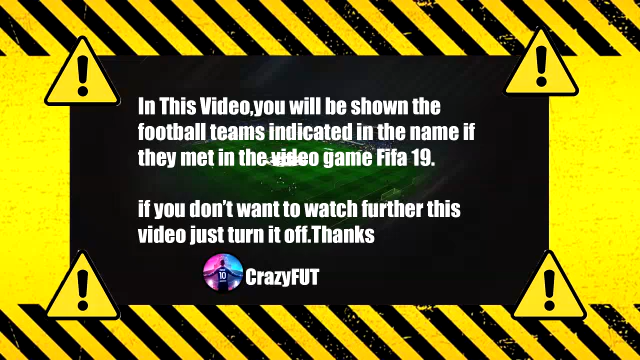 In This Video,you will be shown the
football teams indicated in the name if
they met in the video game Fifa 19.
if you don't want to watch further this
video just turn it off.Thanks
10
CrazyFUT